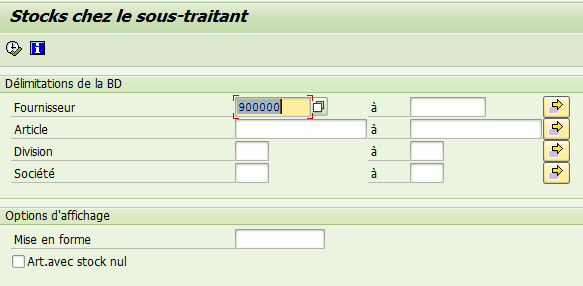 Stocks chez le sous-traitant
Délimitations de la BD
Fournisseur 900000 à
Article à
Division à
Société à
Options d'affichage
Mise en forme
Art.avec stock nul